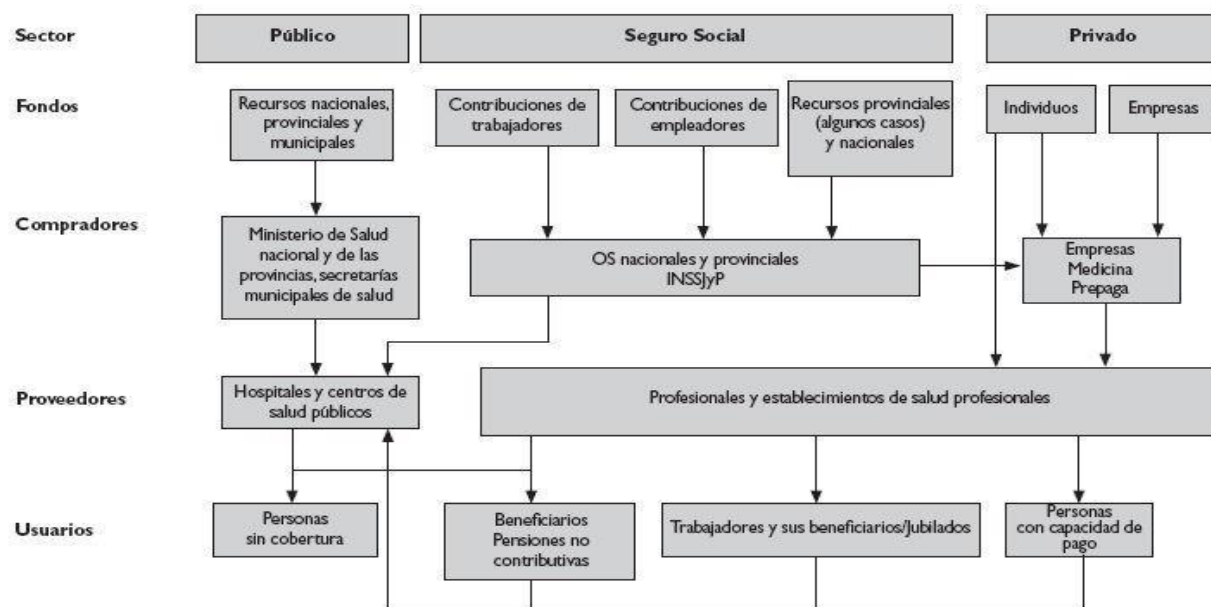 Sector
Público
Seguro Social
Privado
Fondos
Recursos nacionales,
provinciales y
municipales
Contribuciones de
trabajadores
Contribuciones de
empleadores
Recursos provinciales
(algunos casos)
y nacionales
Individuos
Empresas
Compradores
Ministerio de Salud
nacional y de las
provincias, secretarías
municipales de salud
OS nacionales y provinciales
INSSJyP
Empresas
Medicina
Prepaga
Proveedores
Hospitales y centros de
salud públicos
Profesionales y establecimientos de salud profesionales
Usuarios
Personas
sin cobertura
Beneficiarios
Pensiones no
contributivas
Trabajadores y sus beneficiarios/Jubilados
Personas
con capacidad de
pago